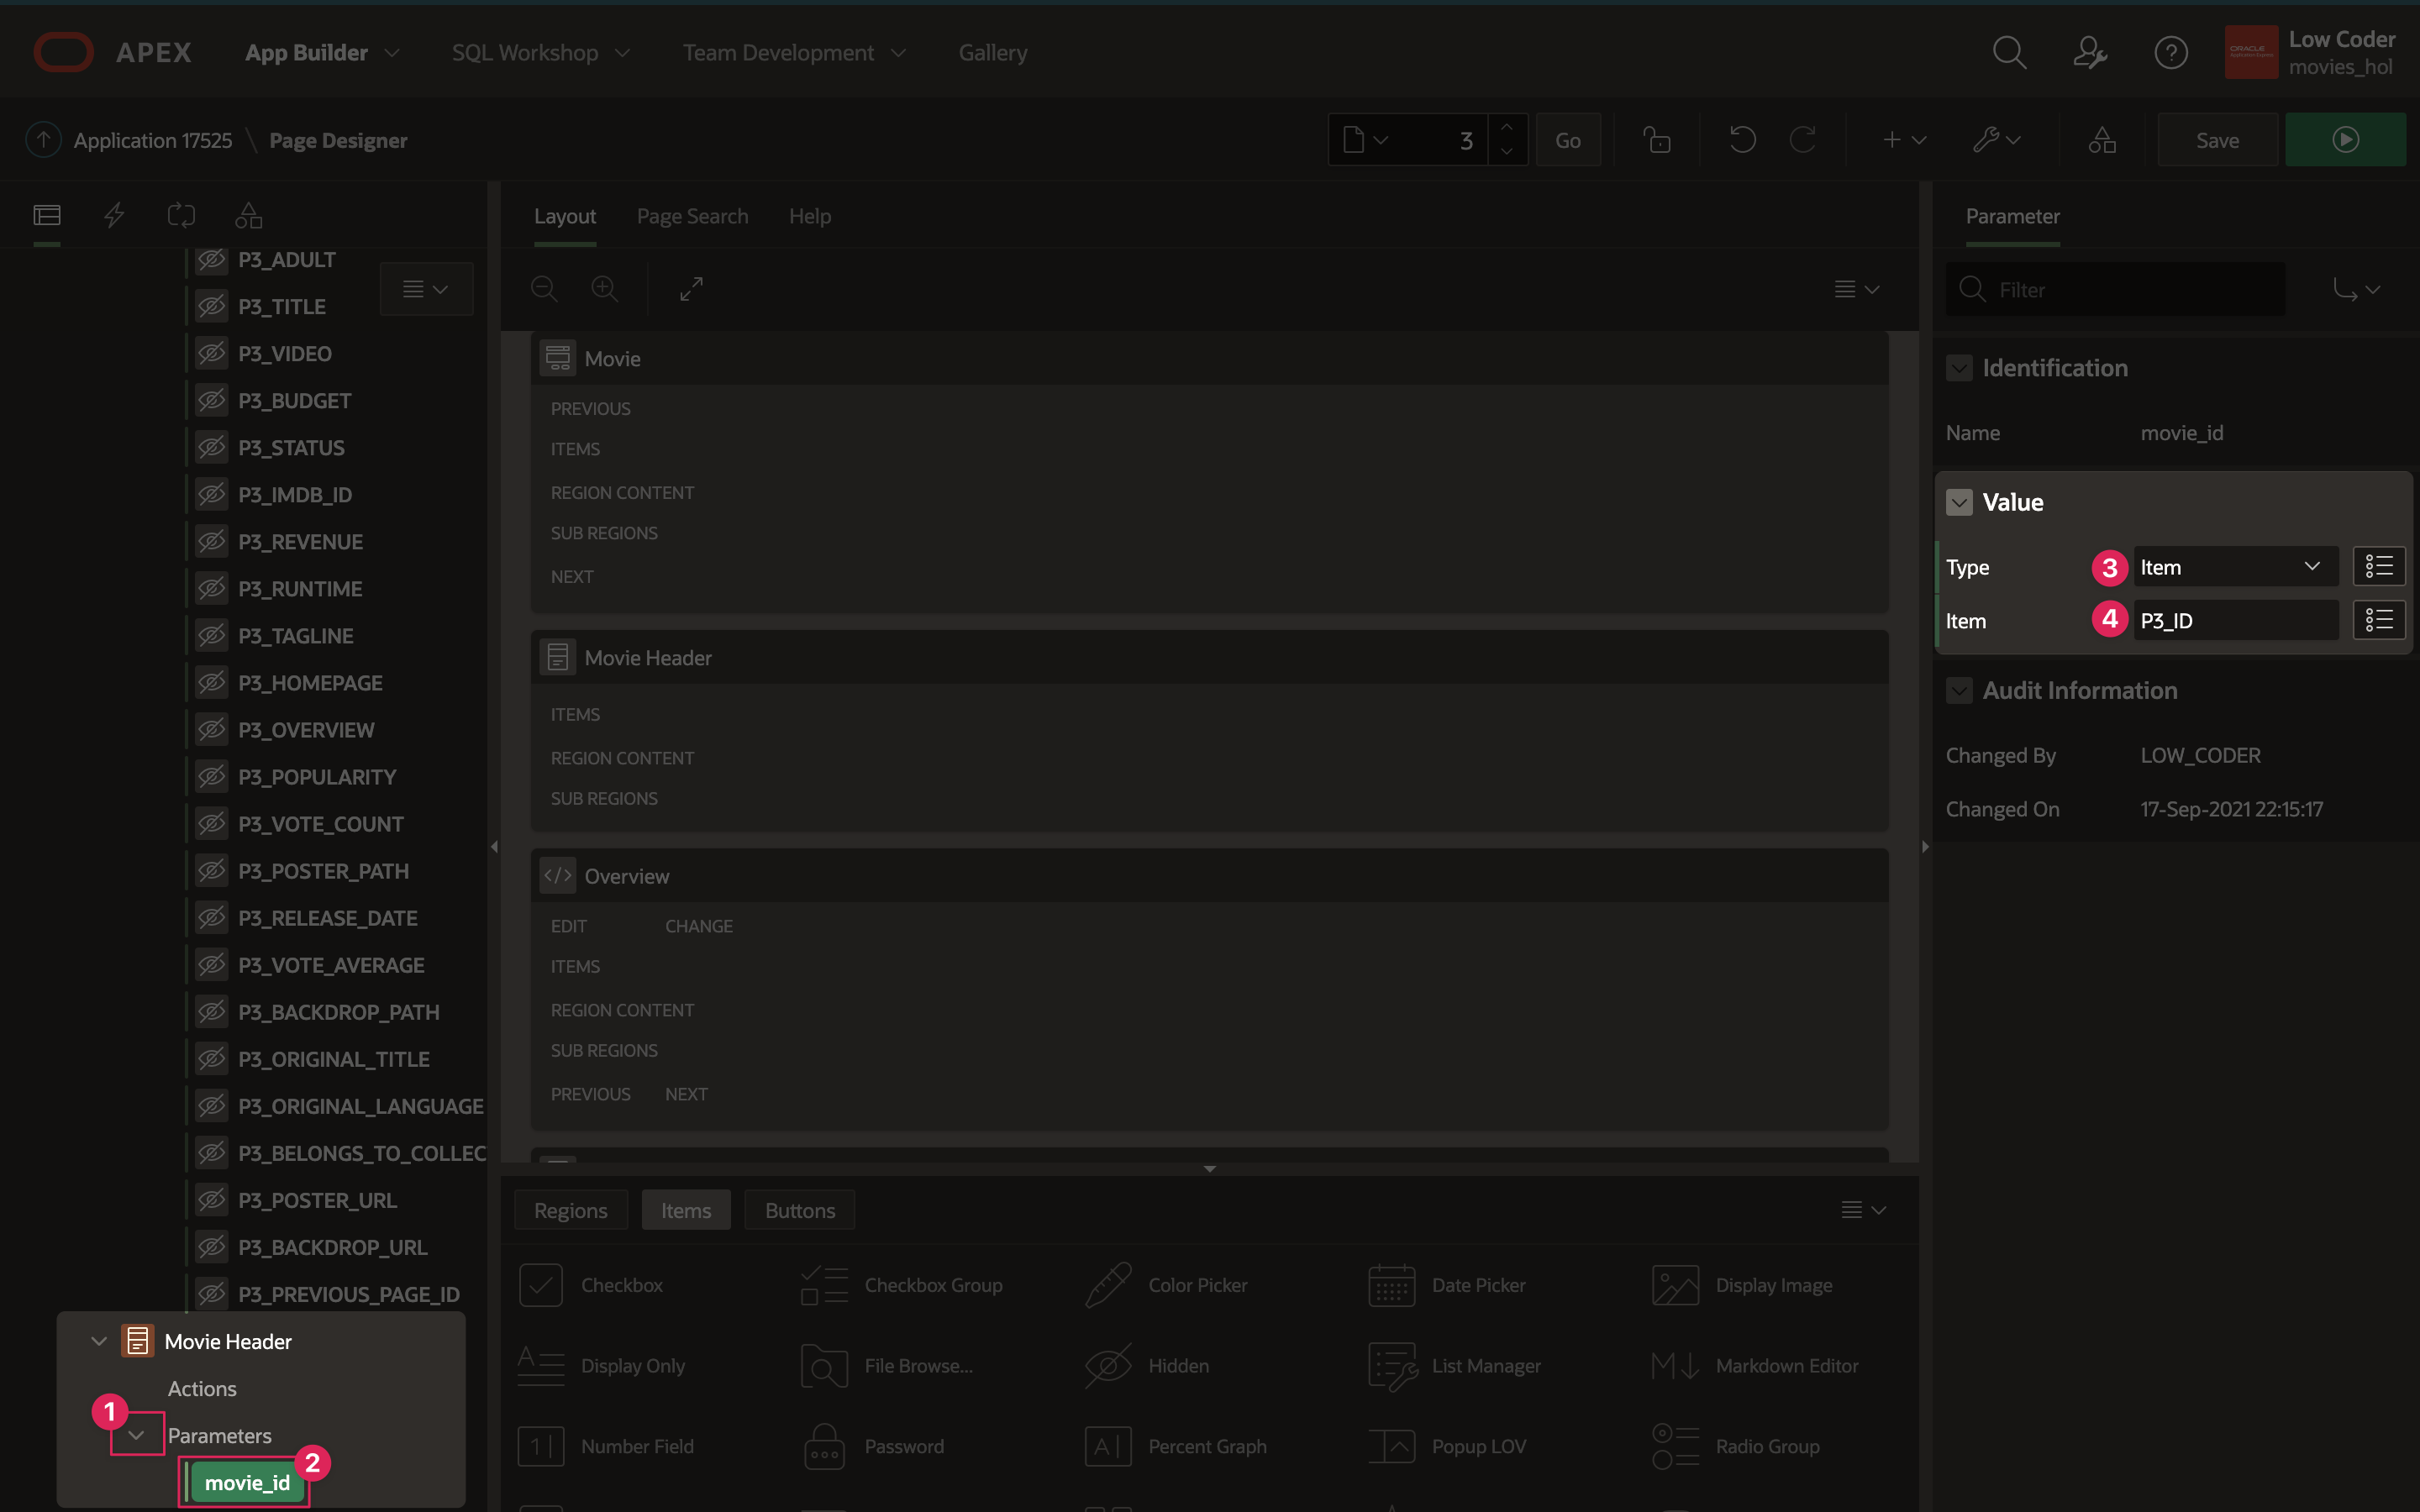 APEX App Builder SQL Workshop Team Development Gallery
Low Coder
movies_hol
Application 17525 \ Page Designer
3 Go Save
P3_ADULT
P3_TITLE
P3_VIDEO
P3_BUDGET
P3_STATUS
P3_IMDB_ID
P3_REVENUE
P3_RUNTIME
P3_TAGLINE
P3_HOMEPAGE
P3_OVERVIEW
P3_POPULARITY
P3_VOTE_COUNT
P3_POSTER_PATH
P3_RELEASE_DATE
P3_VOTE_AVERAGE
P3_BACKDROP_PATH
P3_ORIGINAL_TITLE
P3_ORIGINAL_LANGUAGE
P3_BELONGS_TO_COLLEC
P3_POSTER_URL
P3_BACKDROP_URL
P3_PREVIOUS_PAGE_ID
Movie Header
Actions
1
Parameters
movie_id 2
Layout Page Search Help
Movie
PREVIOUS
ITEMS
REGION CONTENT
SUB REGIONS
NEXT
Movie Header
ITEMS
REGION CONTENT
SUB REGIONS
</> Overview
EDIT CHANGE
ITEMS
REGION CONTENT
SUB REGIONS
PREVIOUS NEXT
Regions Items Buttons
Checkbox Checkbox Group Color Picker Date Picker Display Image
Display Only File Browse... Hidden List Manager Markdown Editor
Number Field Password Percent Graph Popup LOV Radio Group
Parameter
Filter
Identification
Name movie_id
Value
Type 3 Item
Item 4 P3_ID
Audit Information
Changed By LOW_CODER
Changed On 17-Sep-2021 22:15:17